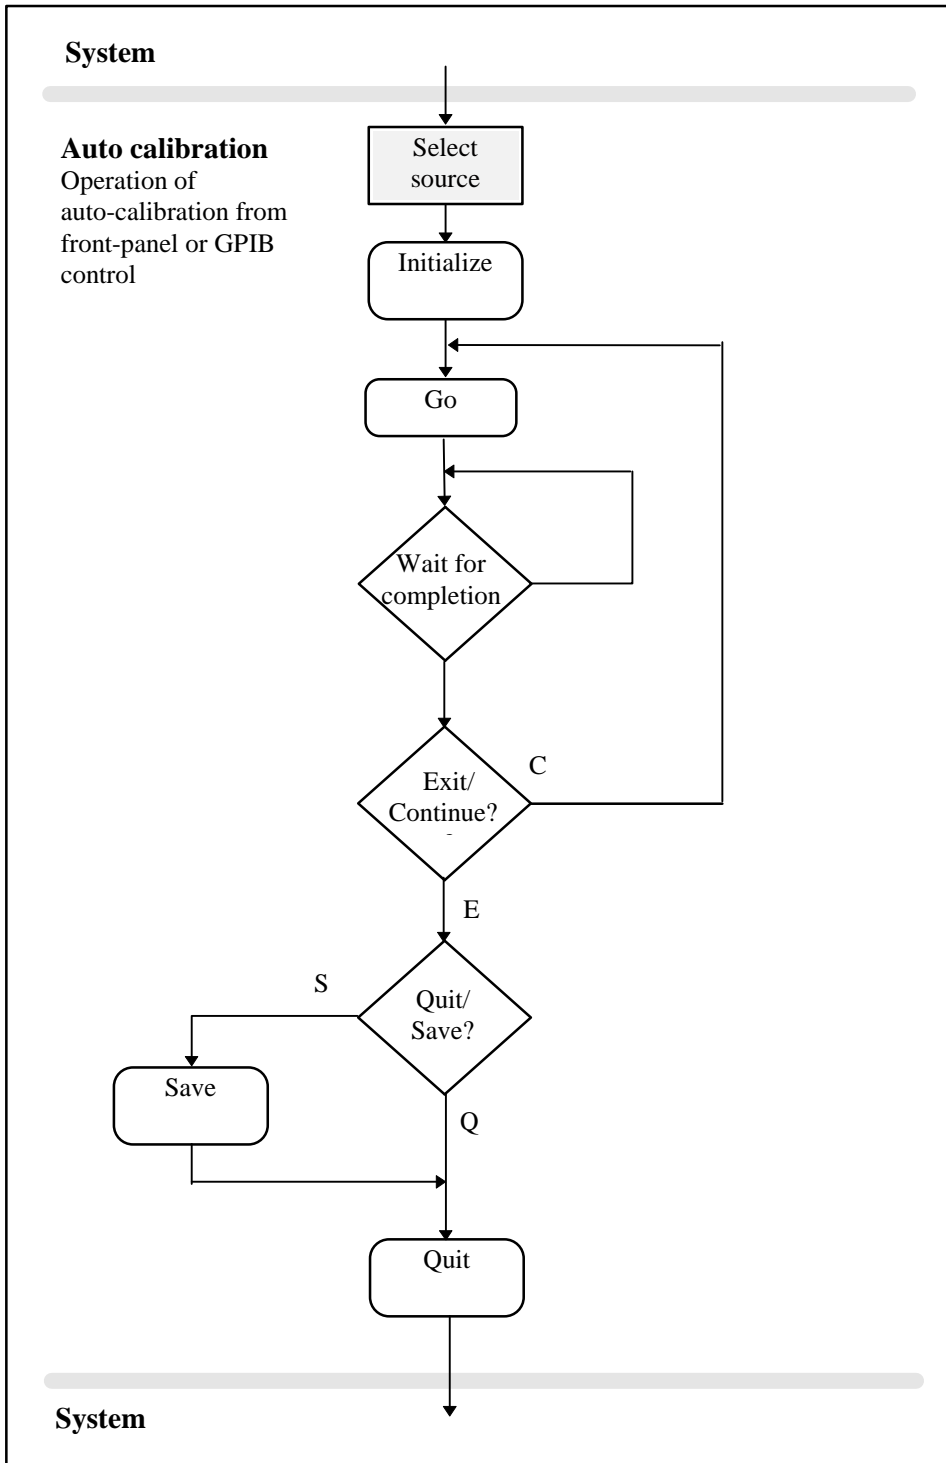 System
Auto calibration
Operation of
auto-calibration from
front-panel or GPIB
control
Select
source
Initialize
Go
Wait for
completion
Exit/
Continue?
C
E
Quit/
Save?
S
Save
Q
Quit
System